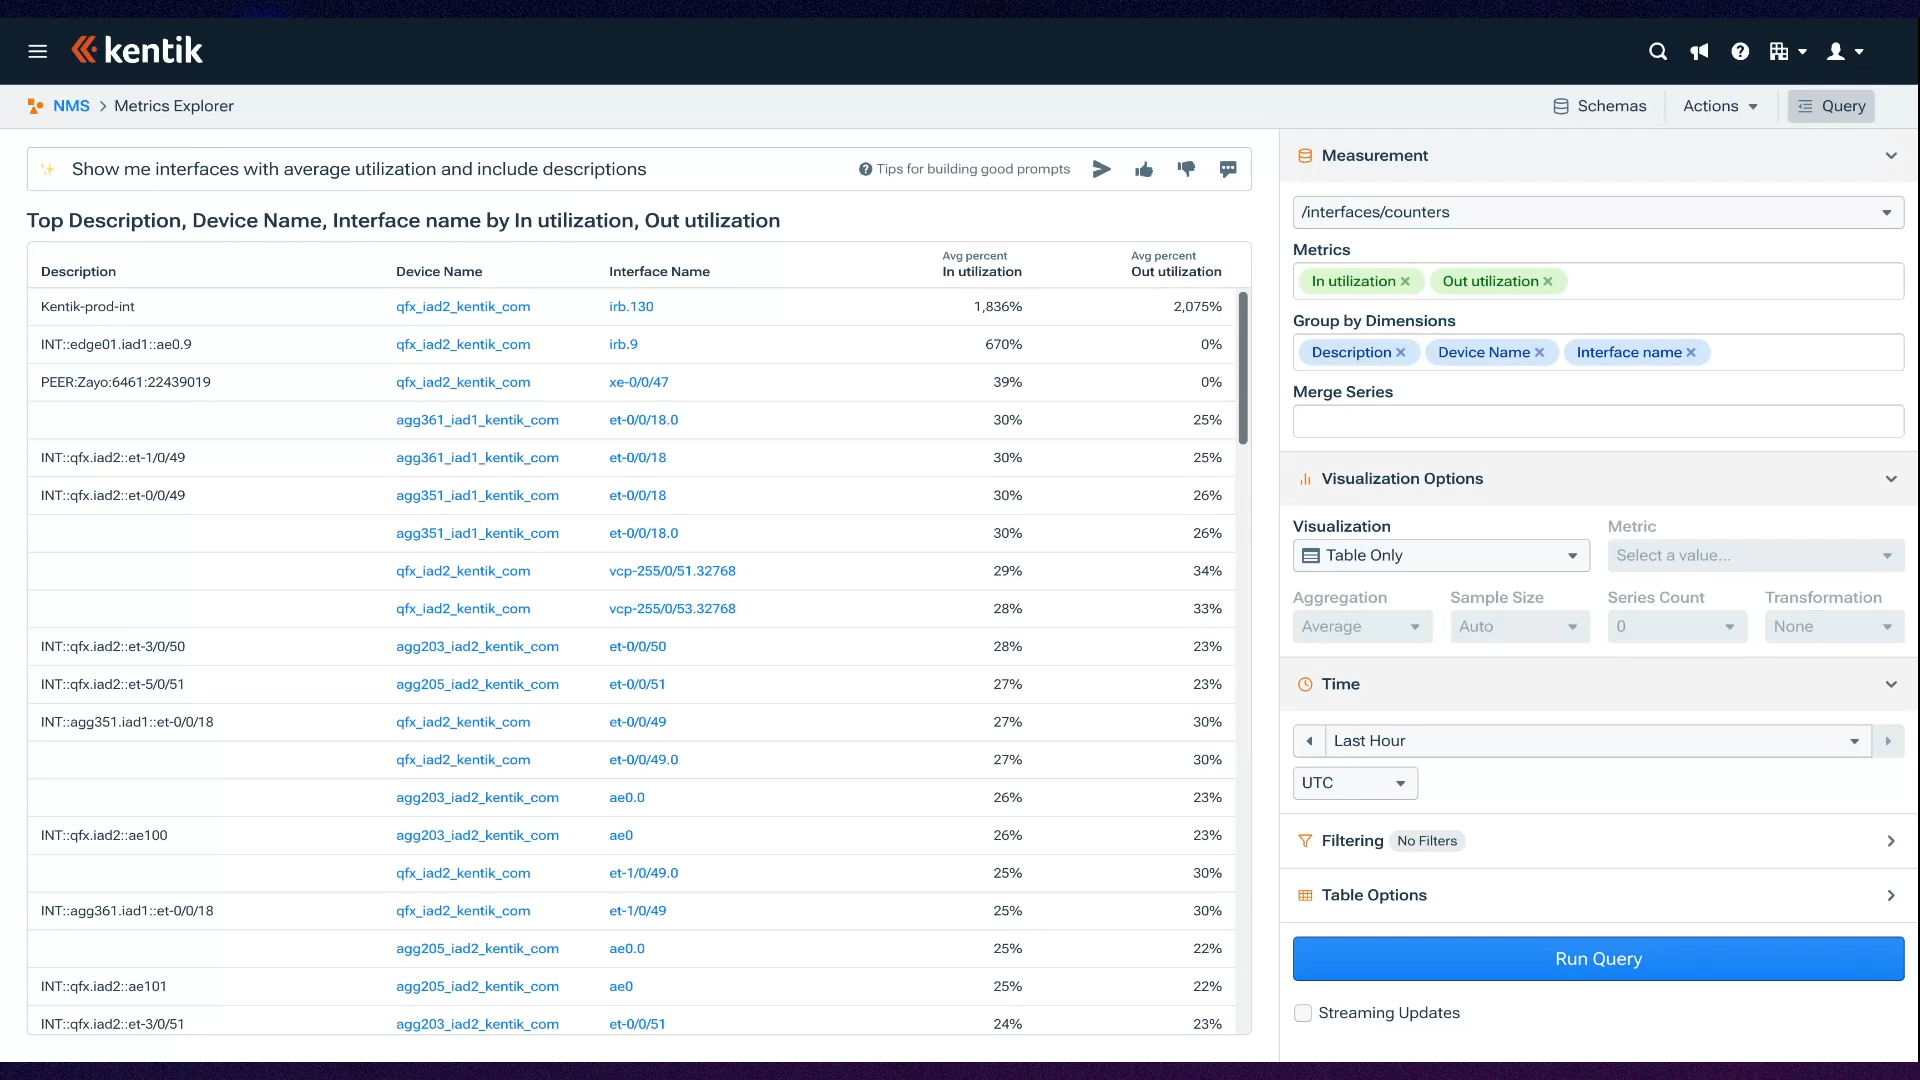 kentik
NMS > Metrics Explorer
Schemas
Actions
Query
Show me interfaces with average utilization and include descriptions
Tips for building good prompts
Top Description, Device Name, Interface name by In utilization, Out utilization
Description Device Name Interface Name Avg percent In utilization Avg percent Out utilization
Kentik-prod-int qfx_iad2_kentik_com irb.130 1,836% 2,075%
INT::edge01.iad1::ae0.9 qfx_iad2_kentik_com irb.9 670% 0%
PEER:Zayo:6461:22439019 qfx_iad2_kentik_com xe-0/0/47 39% 0%
agg361_iad1_kentik_com et-0/0/18.0 30% 25%
INT::qfx.iad2::et-1/0/49 agg361_iad1_kentik_com et-0/0/18 30% 25%
INT::qfx.iad2::et-0/0/49 agg351_iad1_kentik_com et-0/0/18 30% 26%
agg351_iad1_kentik_com et-0/0/18.0 30% 26%
qfx_iad2_kentik_com vcp-255/0/51.32768 29% 34%
qfx_iad2_kentik_com vcp-255/0/53.32768 28% 33%
INT::qfx.iad2::et-3/0/50 agg203_iad2_kentik_com et-0/0/50 28% 23%
INT::qfx.iad2::et-5/0/51 agg205_iad2_kentik_com et-0/0/51 27% 23%
INT::agg351.iad1::et-0/0/18 qfx_iad2_kentik_com et-0/0/49 27% 30%
qfx_iad2_kentik_com et-0/0/49.0 27% 30%
agg203_iad2_kentik_com ae0.0 26% 23%
INT::qfx.iad2::ae100 agg203_iad2_kentik_com ae0 26% 23%
qfx_iad2_kentik_com et-1/0/49.0 25% 30%
INT::agg361.iad1::et-0/0/18 qfx_iad2_kentik_com et-1/0/49 25% 30%
agg205_iad2_kentik_com ae0.0 25% 22%
INT::qfx.iad2::ae101 agg205_iad2_kentik_com ae0 25% 22%
INT::qfx.iad2::et-3/0/51 agg203_iad2_kentik_com et-0/0/51 24% 23%
Measurement
/interfaces/counters
Metrics
In utilization Out utilization
Group by Dimensions
Description Device Name Interface name
Merge Series
Visualization Options
Visualization Metric
Table Only Select a value...
Aggregation Sample Size Series Count Transformation
Average Auto 0 None
Time
Last Hour
UTC
Filtering No Filters
Table Options
Run Query
Streaming Updates